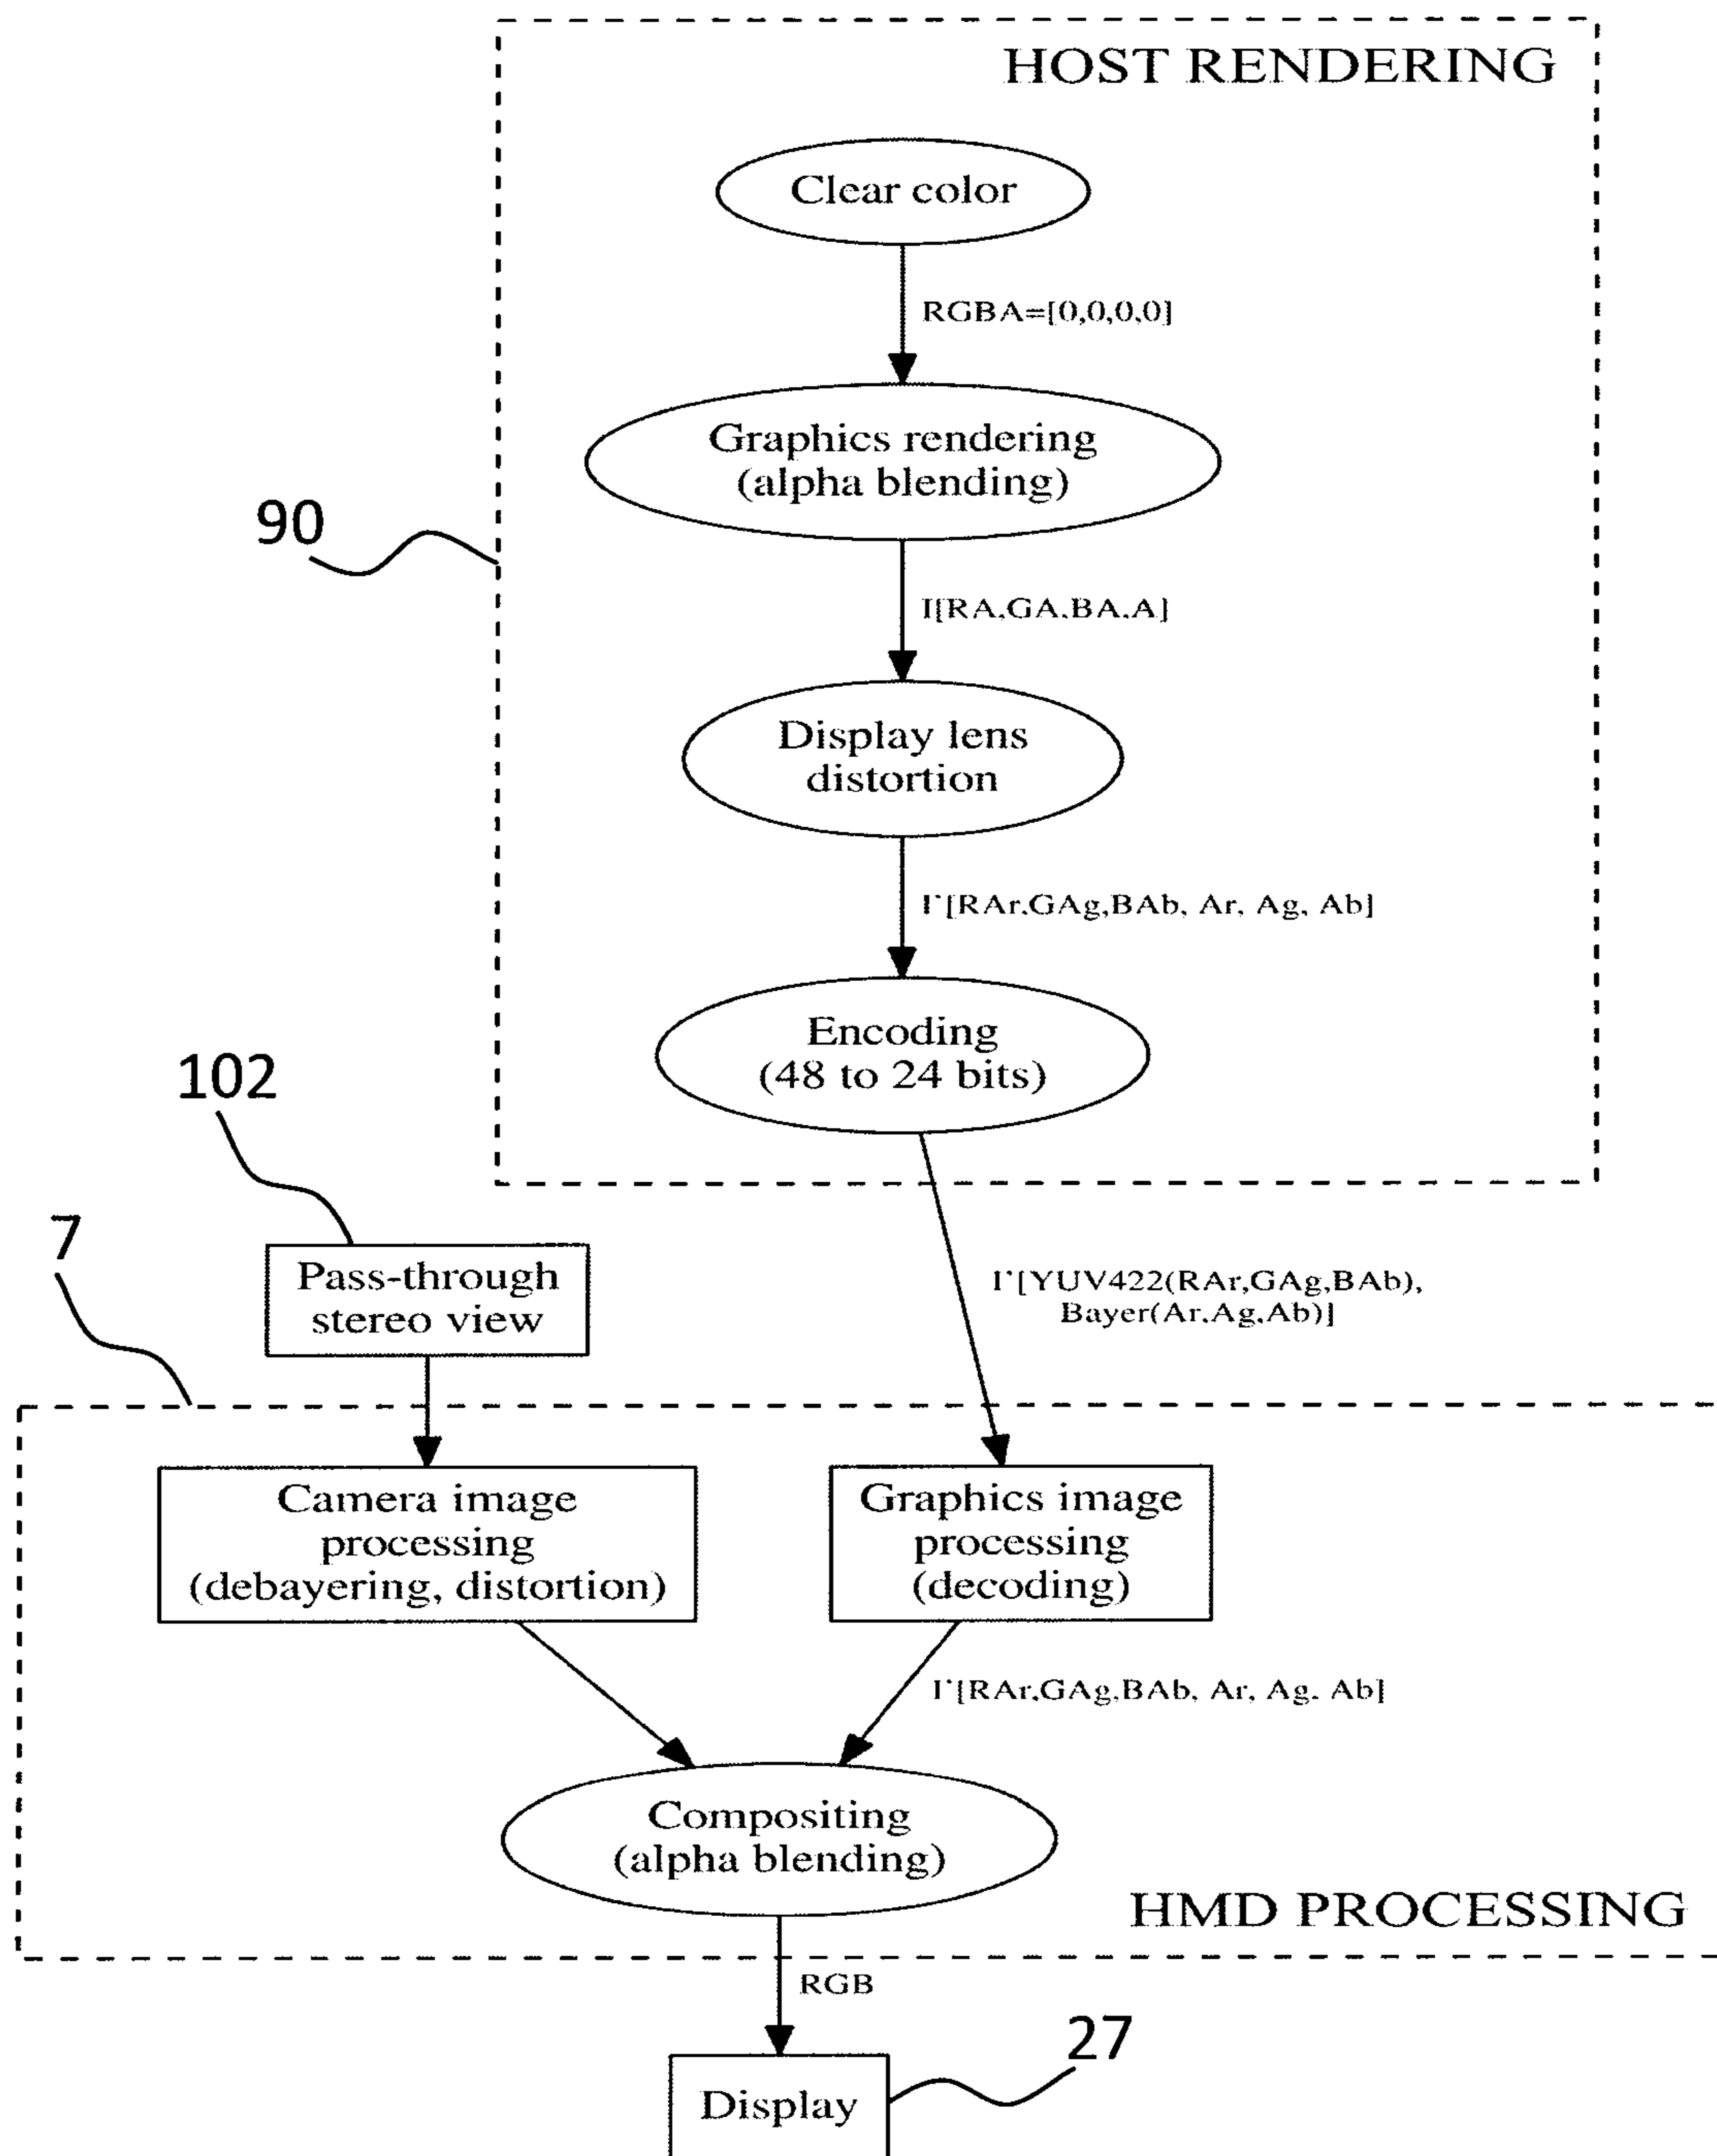 HOST RENDERING
Clear color
RGBA=[0,0,0,0]
Graphics rendering
(alpha blending)
90
I[RA,GA,BA,A]
Display lens
distortion
I'[RAr,GAg,BAb, Ar, Ag, Ab]
Encoding
(48 to 24 bits)
102
7
Pass-through
stereo view
I'[YUV422(RAr,GAg,BAb),
Bayer(Ar,Ag,Ab)]
Camera image
processing
(debayering, distortion)
Graphics image
processing
(decoding)
I'[RAr,GAg,BAb, Ar, Ag, Ab]
Compositing
(alpha blending)
HMD PROCESSING
RGB
27
Display